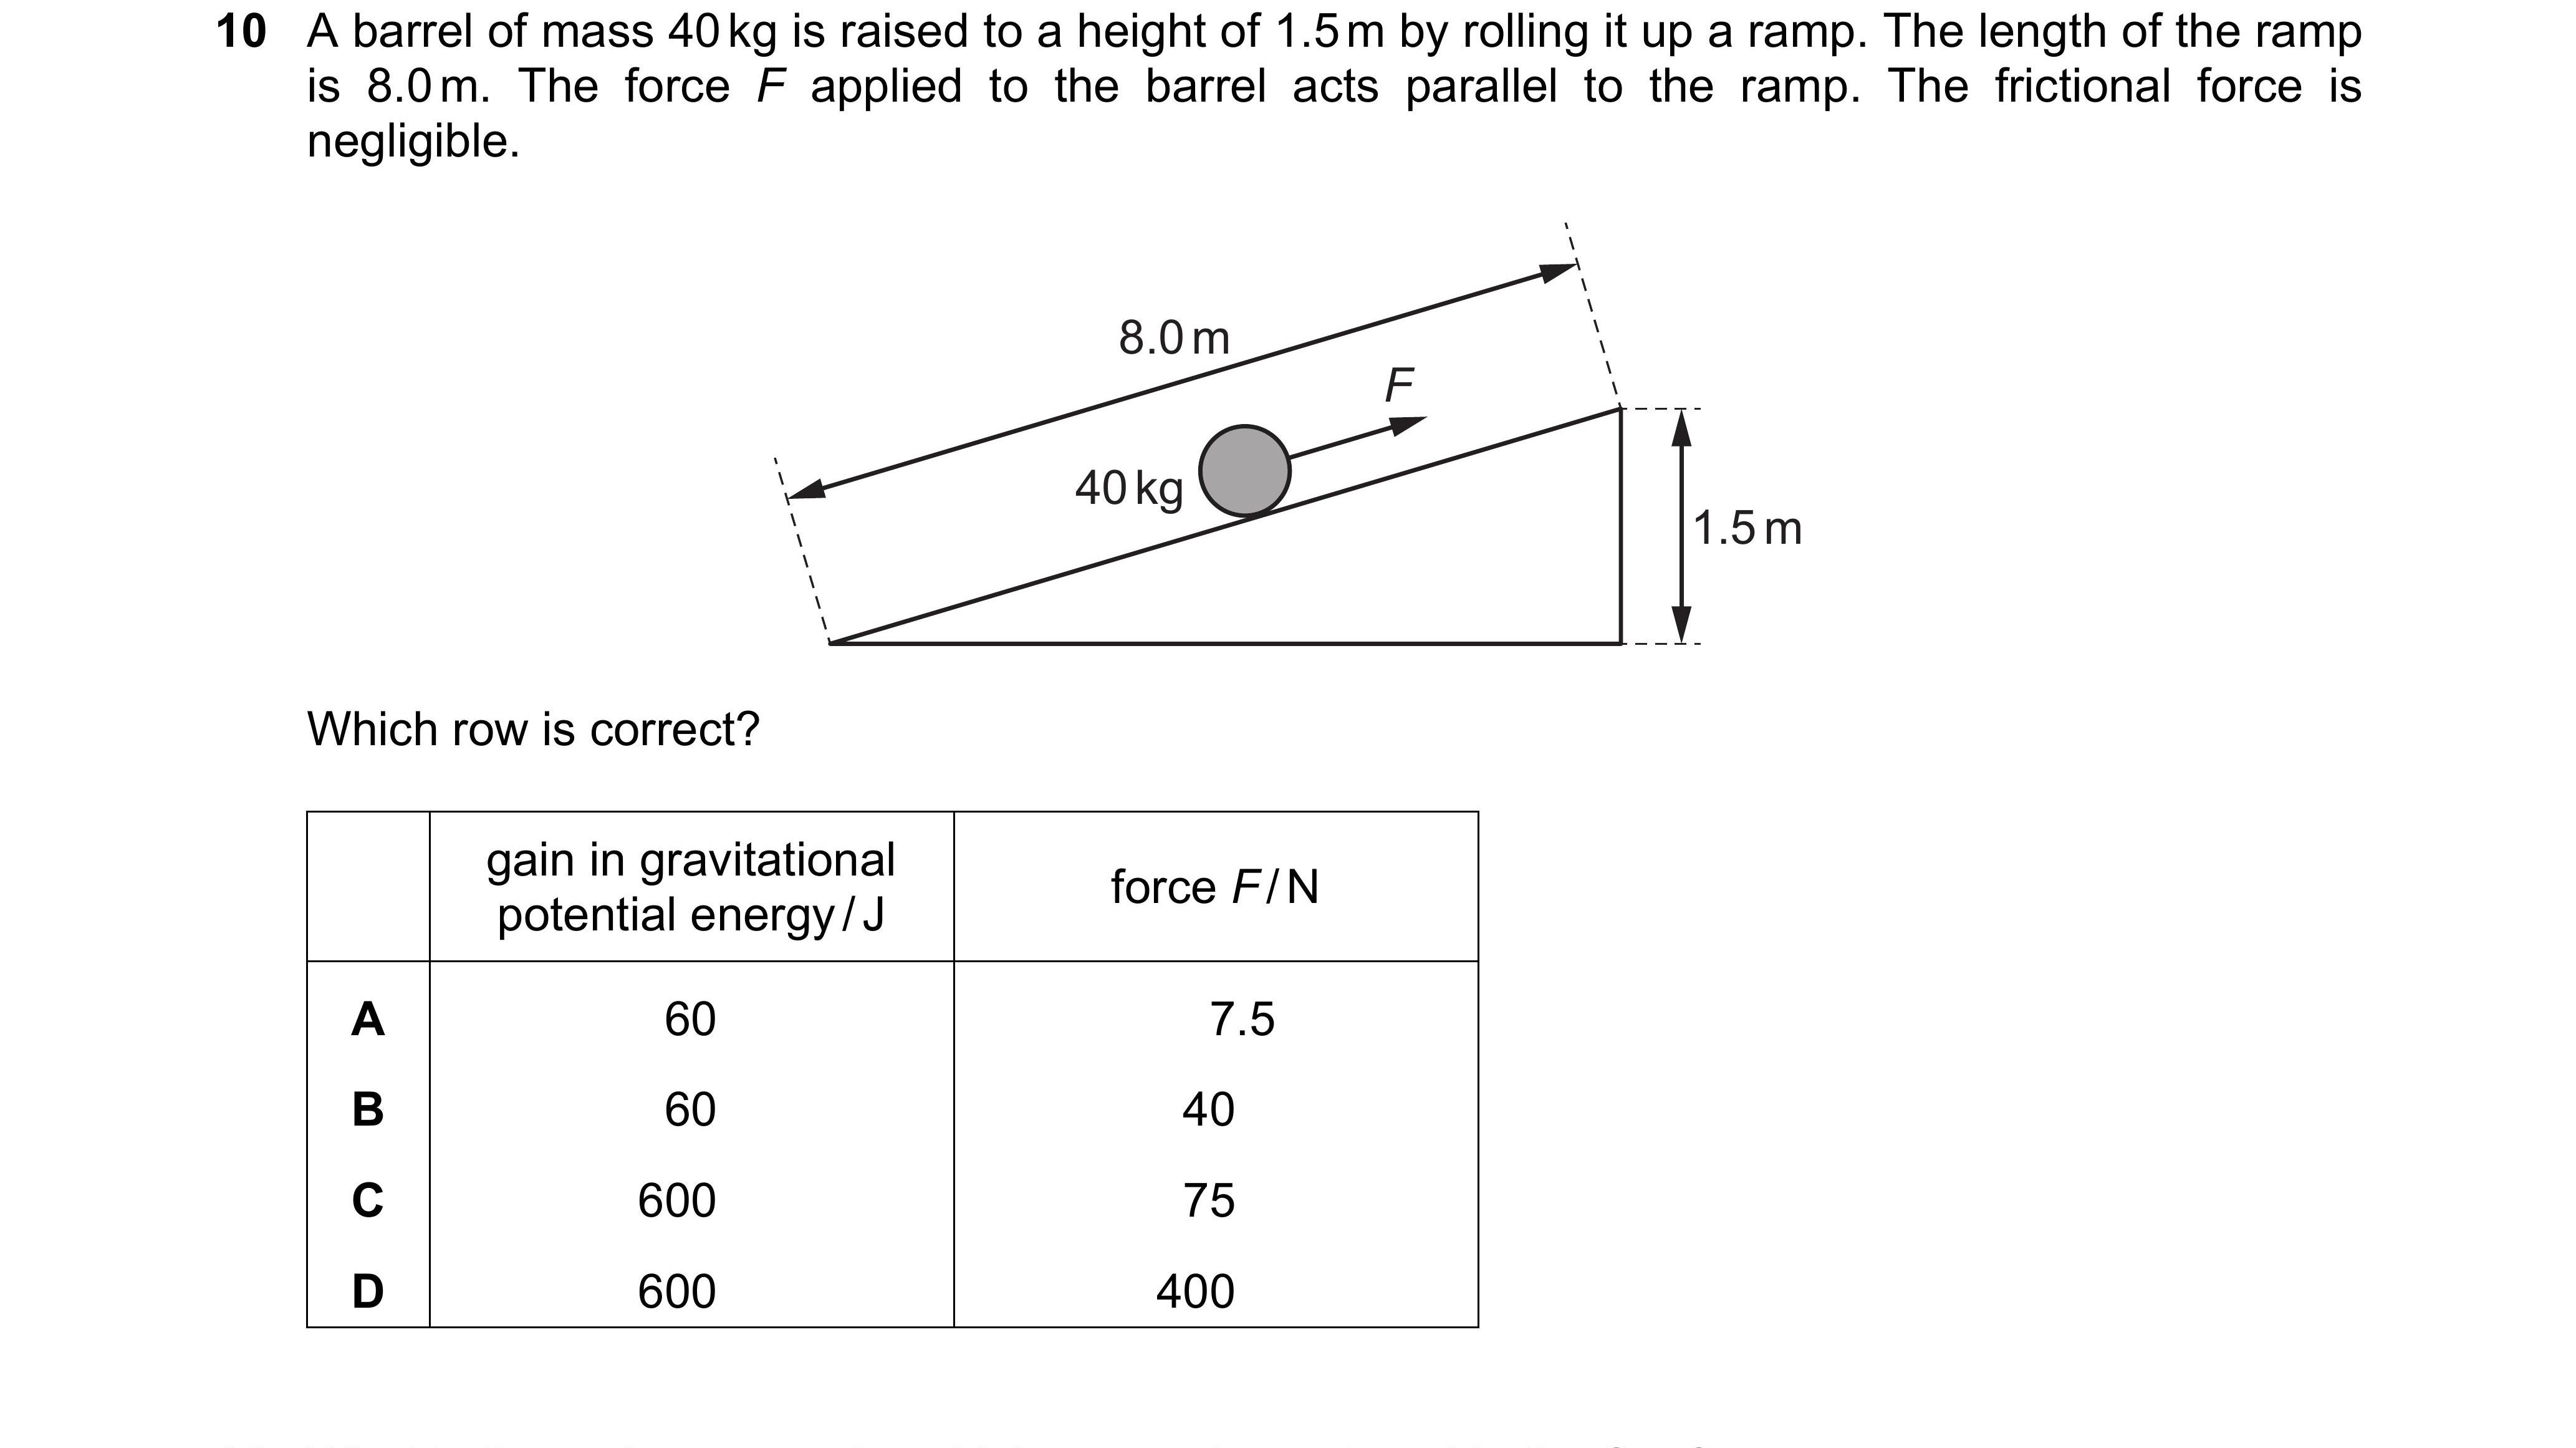 10 A barrel of mass 40 kg is raised to a height of 1.5 m by rolling it up a ramp. The length of the ramp
is 8.0 m. The force F applied to the barrel acts parallel to the ramp. The frictional force is
negligible.
8.0 m
F
40 kg
1.5 m
Which row is correct?
gain in gravitational
potential energy / J
force F / N
A 60 7.5
B 60 40
C 600 75
D 600 400